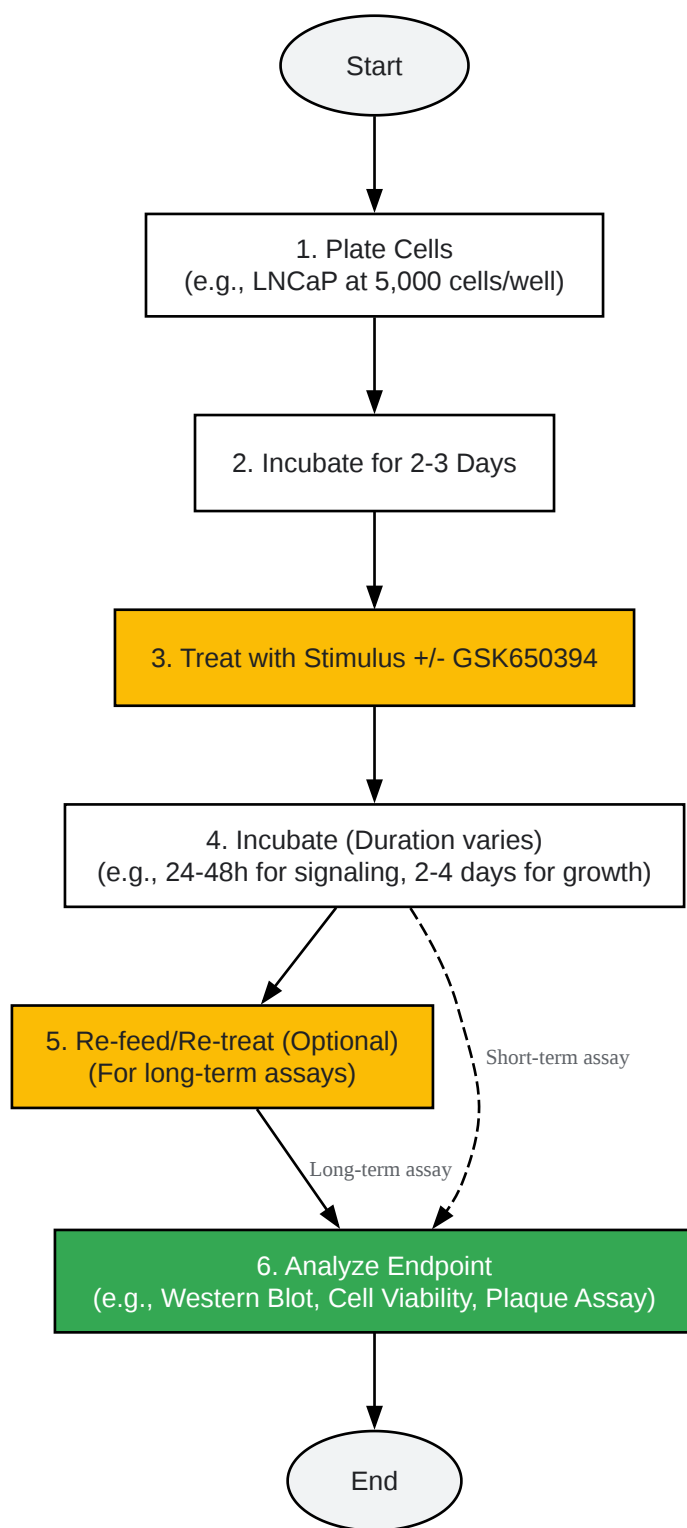 Start
1. Plate Cells
(e.g., LNCaP at 5,000 cells/well)
2. Incubate for 2-3 Days
3. Treat with Stimulus +/- GSK650394
4. Incubate (Duration varies)
(e.g., 24-48h for signaling, 2-4 days for growth)
5. Re-feed/Re-treat (Optional)
(For long-term assays)
Short-term assay
Long-term assay
6. Analyze Endpoint
(e.g., Western Blot, Cell Viability, Plaque Assay)
End